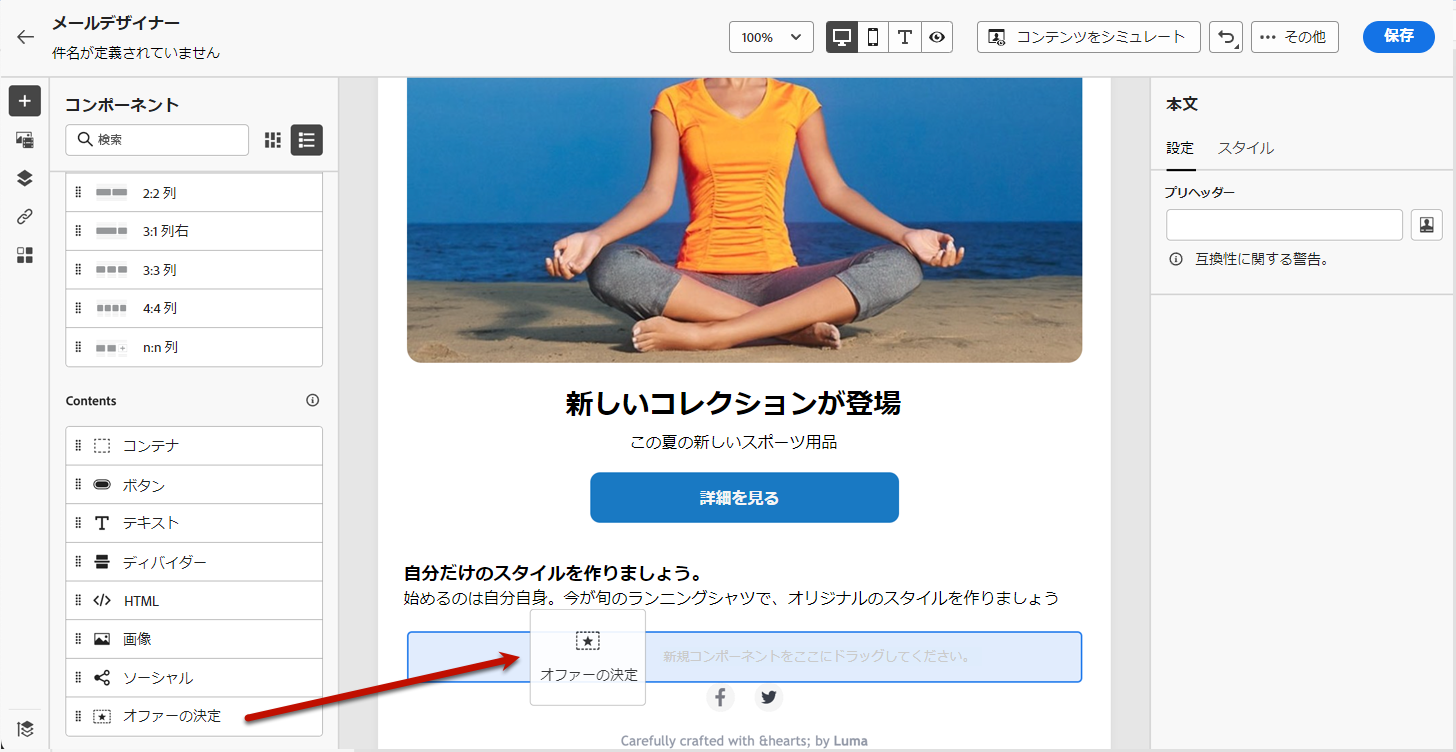 メールデザイナー
件名が定義されていません
100%
コンテンツをシミュレート
その他
保存
コンポーネント
検索
2:2 列
3:1 列右
3:3 列
4:4 列
n:n 列
Contents
コンテナ
ボタン
テキスト
ディバイダー
HTML
画像
ソーシャル
オファーの決定
新しいコレクションが登場
この夏の新しいスポーツ用品
詳細を見る
自分だけのスタイルを作りましょう。
始めるのは自分自身。今が旬のランニングシャツで、オリジナルのスタイルを作りましょう
オファーの決定
新規コンポーネントをここにドラッグしてください。
Carefully crafted with &hearts; by Luma
本文
設定 スタイル
プリヘッダー
互換性に関する警告。